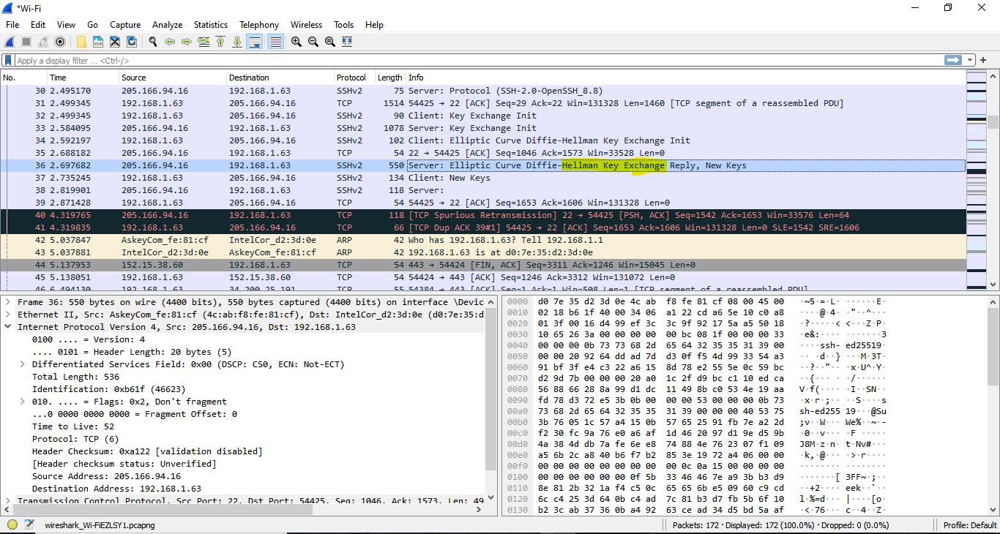 *Wi-Fi
File Edit View Go Capture Analyze Statistics Telephony Wireless Tools Help
Apply a display filter ... <Ctrl-/>
No. Time Source Destination Protocol Length Info
30 2.495170 205.166.94.16 192.168.1.63 SSHv2 75 Server: Protocol (SSH-2.0-OpenSSH_8.8)
31 2.499345 192.168.1.63 205.166.94.16 TCP 1514 54425 → 22 [ACK] Seq=29 Ack=22 Win=131328 Len=1460 [TCP segment of a reassembled PDU]
32 2.499345 192.168.1.63 205.166.94.16 SSHv2 90 Client: Key Exchange Init
33 2.584095 205.166.94.16 192.168.1.63 SSHv2 1078 Server: Key Exchange Init
34 2.592197 192.168.1.63 205.166.94.16 SSHv2 102 Client: Elliptic Curve Diffie-Hellman Key Exchange Init
35 2.688182 205.166.94.16 192.168.1.63 TCP 54 22 → 54425 [ACK] Seq=1046 Ack=1573 Win=33528 Len=0
36 2.697682 205.166.94.16 192.168.1.63 SSHv2 550 Server: Elliptic Curve Diffie-Hellman Key Exchange Reply, New Keys
37 2.735245 192.168.1.63 205.166.94.16 SSHv2 134 Client: New Keys
38 2.819901 205.166.94.16 192.168.1.63 SSHv2 118 Server:
39 2.871428 192.168.1.63 205.166.94.16 TCP 54 54425 → 22 [ACK] Seq=1653 Ack=1606 Win=131328 Len=0
40 4.319765 205.166.94.16 192.168.1.63 TCP 118 [TCP Spurious Retransmission] 22 → 54425 [PSH, ACK] Seq=1542 Ack=1653 Win=33576 Len=64
41 4.319835 192.168.1.63 205.166.94.16 TCP 66 [TCP Dup ACK 39#1] 54425 → 22 [ACK] Seq=1653 Ack=1606 Win=131328 Len=0 SLE=1542 SRE=1606
42 5.037847 AskeyCom_fe:81:cf IntelCor_d2:3d:0e ARP 42 Who has 192.168.1.63? Tell 192.168.1.1
43 5.037881 IntelCor_d2:3d:0e AskeyCom_fe:81:cf ARP 42 192.168.1.63 is at d0:7e:35:d2:3d:0e
44 5.137953 152.15.38.60 192.168.1.63 TCP 54 443 → 54424 [FIN, ACK] Seq=3311 Ack=1246 Win=15045 Len=0
45 5.138051 192.168.1.63 152.15.38.60 TCP 54 54424 → 443 [ACK] Seq=1246 Ack=3312 Win=131072 Len=0
46 6.494130 192.168.1.63 34.200.25.191 TCP 55 54384 → 443 [ACK] Seq=1 Ack=1 Win=508 Len=1 [TCP segment of a reassembled PDU]
Frame 36: 550 bytes on wire (4400 bits), 550 bytes captured (4400 bits) on interface \Devic
Ethernet II, Src: AskeyCom_fe:81:cf (4c:ab:f8:fe:81:cf), Dst: IntelCor_d2:3d:0e (d0:7e:35:d
Internet Protocol Version 4, Src: 205.166.94.16, Dst: 192.168.1.63
0100 .... = Version: 4
.... 0101 = Header Length: 20 bytes (5)
Differentiated Services Field: 0x00 (DSCP: CS0, ECN: Not-ECT)
Total Length: 536
Identification: 0xb61f (46623)
010. .... = Flags: 0x2, Don't fragment
...0 0000 0000 0000 = Fragment Offset: 0
Time to Live: 52
Protocol: TCP (6)
Header Checksum: 0xa122 [validation disabled]
[Header checksum status: Unverified]
Source Address: 205.166.94.16
Destination Address: 192.168.1.63
Transmission Control Protocol, Src Port: 22, Dst Port: 54425, Seq: 1046, Ack: 1573, Len: 49
0000 d0 7e 35 d2 3d 0e 4c ab f8 fe 81 cf 08 00 45 00
0010 02 18 b6 1f 40 00 34 06 a1 22 cd a6 5e 10 c0 a8
0020 01 3f 00 16 d4 99 ef 3c 3c 9f 92 17 5a a5 50 18
0030 10 65 26 3a 00 00 00 00 00 bc 08 1f 00 00 00 33
0040 00 00 00 0b 73 73 68 2d 65 64 32 35 35 31 39 00
0050 00 00 20 92 64 dd ad 7d d3 0f f5 4d 99 33 54 a3
0060 91 bf 3f e4 c3 22 a6 15 8d 78 e2 55 5e 0c 59 bc
0070 d2 9d 7b 00 00 00 20 a0 1c 2f d9 bc c1 10 ed ca
0080 56 88 66 28 8a 99 d1 dc 11 49 8b c0 53 4e 19 aa
0090 fd 78 d3 72 e5 3b 0b 00 00 00 53 00 00 00 0b 73
00a0 73 68 2d 65 64 32 35 35 31 39 00 00 00 40 53 75
00b0 3b 76 05 1c 57 a4 15 0b 57 65 25 91 fb 7e a2 2d
00c0 f2 30 fc 9a 76 e0 a6 af 1d 46 20 97 d1 9e d5 9b
00d0 4a 38 4d db 7a fe 6e e8 74 88 4e 76 23 07 f1 09
00e0 a5 6b 2c a8 40 b6 f7 b2 85 3e 19 72 a4 06 00 00
00f0 00 00 00 00 00 00 00 00 00 0c 0a 15 00 00 00 00
0100 00 00 00 00 00 00 0f 5b 33 46 46 7e a9 3b b3 d9
0110 8e 81 2b 32 1a f4 c5 0c 65 65 6b e5 09 60 c9 cd
0120 6c c4 25 3d 64 0b c4 ad 7c 81 b3 d7 fb 5b 6f 10
0130 b2 3c ab 37 36 0b a4 92 63 ce ad 34 d5 bd 5a af
wireshark_Wi-FiEZLSY1.pcapng
Packets: 172 · Displayed: 172 (100.0%) · Dropped: 0 (0.0%)
Profile: Default